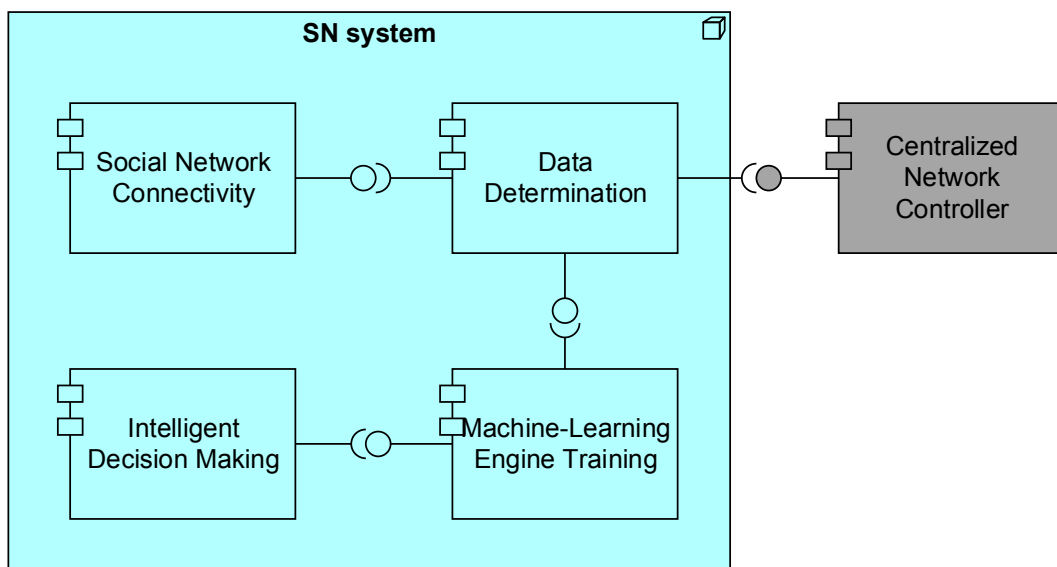 SN system
Social Network
Connectivity
Data
Determination
Centralized
Network
Controller
Intelligent
Decision Making
Machine-Learning
Engine Training